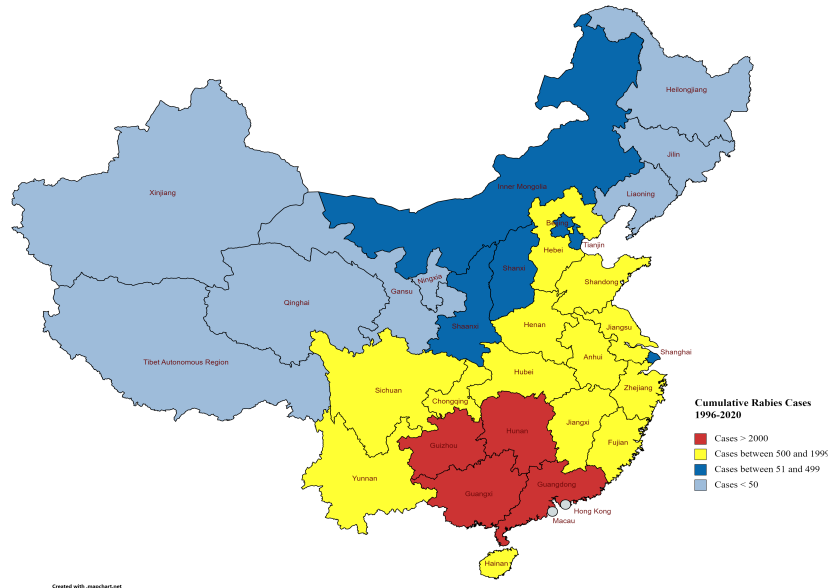 Heilongjiang
Jilin
Xinjiang
Liaoning
Inner Mongolia
Beijing
Tianjin
Hebei
Shanxi
Ningxia
Shandong
Gansu
Qinghai
Henan
Jiangsu
Shaanxi
Shanghai
Anhui
Tibet Autonomous Region
Hubei
Zhejiang
Sichuan
Chongqing
Cumulative Rabies Cases
1996-2020
Jiangxi
Hunan
Cases > 2000
Fujian
Guizhou
Cases between 500 and 1999
Cases between 51 and 499
Yunnan
Guangdong
Cases < 50
Guangxi
Hong Kong
Macau
Hainan
Created with .mapchart.net